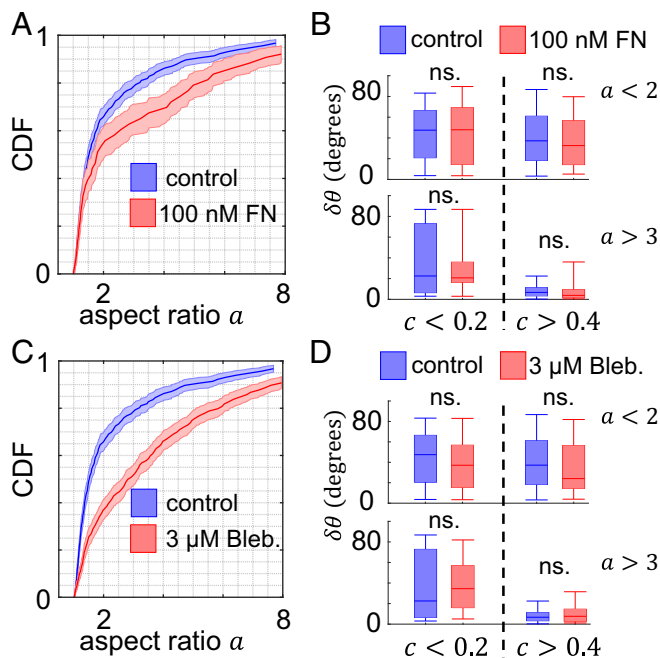 A
1
CDF
control
100 nM FN
0
2
8
aspect ratio a
B
control
100 nM FN
ns.
ns.
a < 2
80
0
δθ (degrees)
ns.
ns.
a > 3
80
0
c < 0.2
c > 0.4
C
1
CDF
control
3 μM Bleb.
0
2
8
aspect ratio a
D
control
3 μM Bleb.
ns.
ns.
a < 2
80
0
δθ (degrees)
ns.
ns.
a > 3
80
0
c < 0.2
c > 0.4